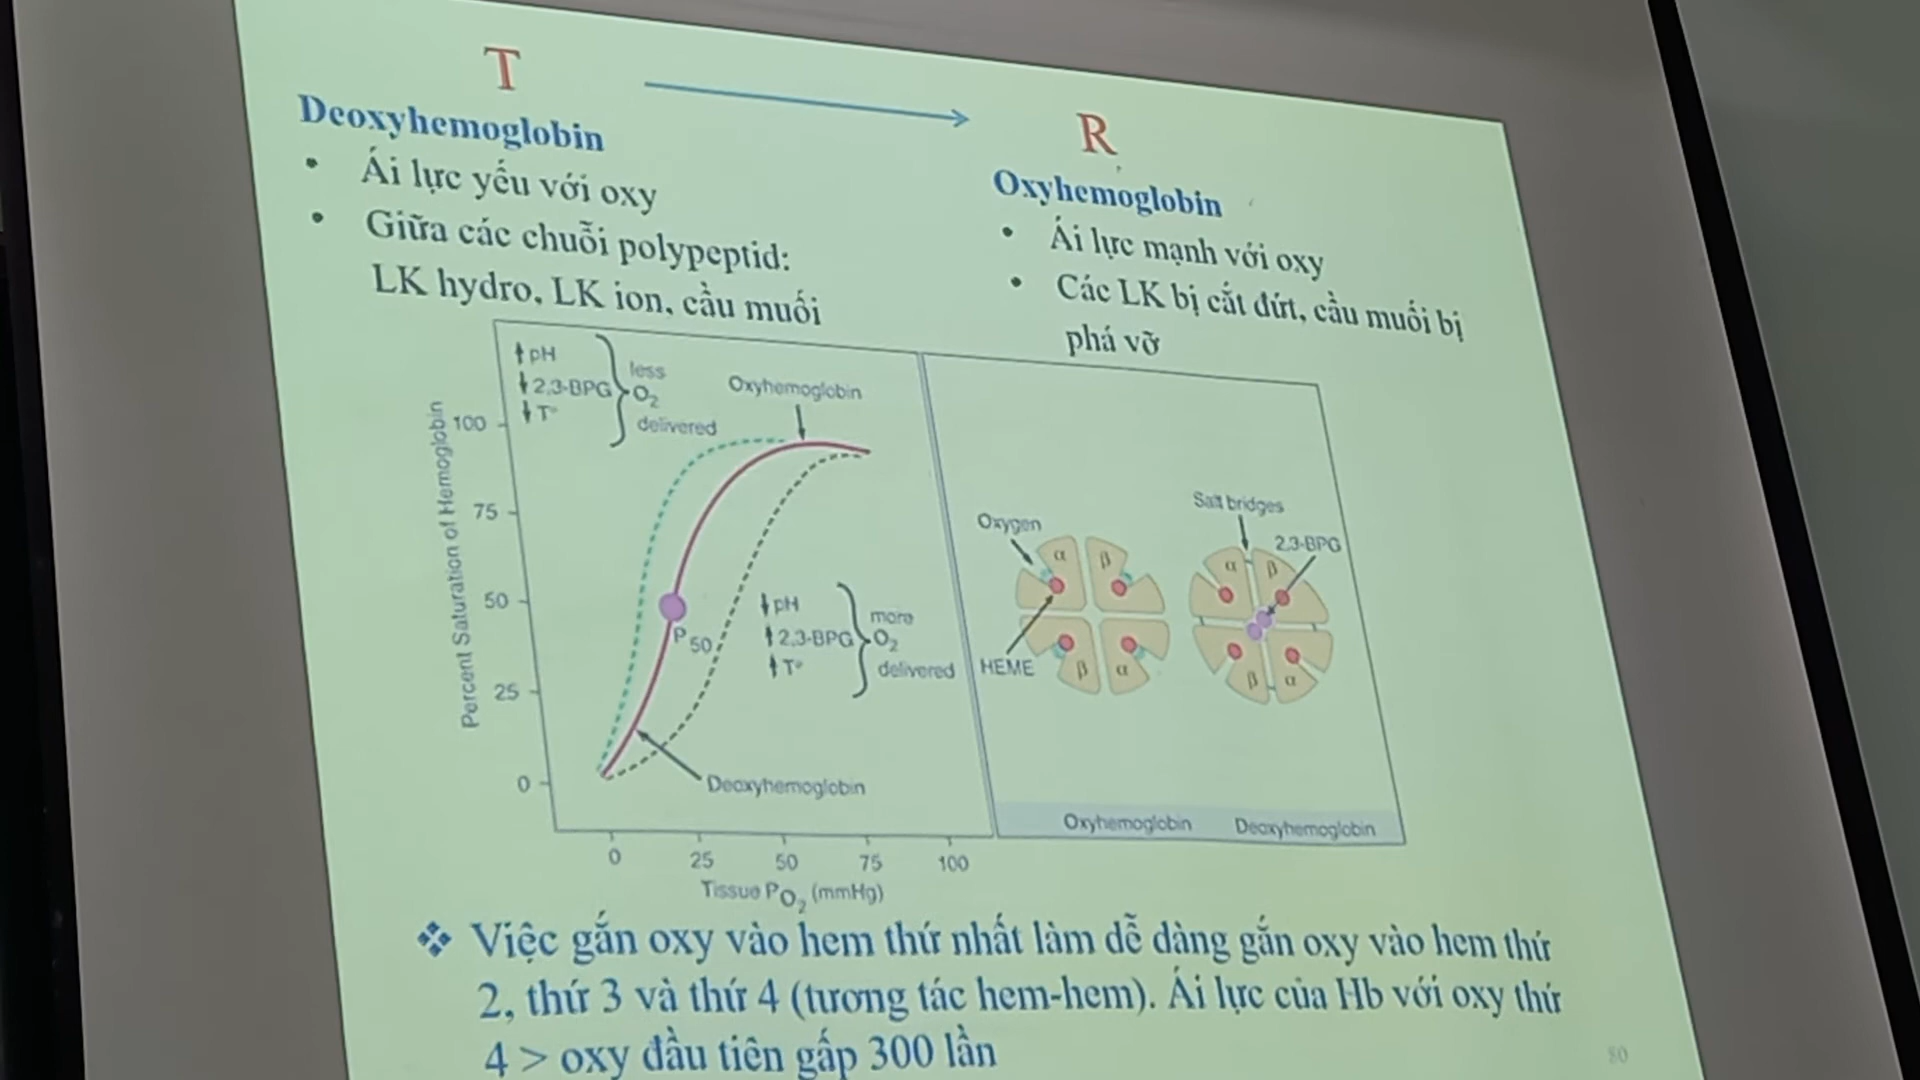 T
R
Deoxyhemoglobin
• Ái lực yếu với oxy
• Giữa các chuỗi polypeptid:
LK hydro, LK ion, cầu muối
Oxyhemoglobin
• Ái lực mạnh với oxy
• Các LK bị cắt đứt, cầu muối bị
phá vỡ
↑ pH
↓ 2,3-BPG
↓ T°
less
O₂
delivered
Oxyhemoglobin
Percent Saturation of Hemoglobin
100
75
50
25
0
P 50
↓ pH
↑ 2,3-BPG
↑ T°
more
O₂
delivered
Deoxyhemoglobin
0 25 50 75 100
Tissue PO₂ (mmHg)
Oxygen
α β
HEME
β α
Salt bridges
2,3-BPG
α β
β α
Oxyhemoglobin Deoxyhemoglobin
❖ Việc gắn oxy vào hem thứ nhất làm dễ dàng gắn oxy vào hem thứ
2, thứ 3 và thứ 4 (tương tác hem-hem). Ái lực của Hb với oxy thứ
4 > oxy đầu tiên gấp 300 lần
80